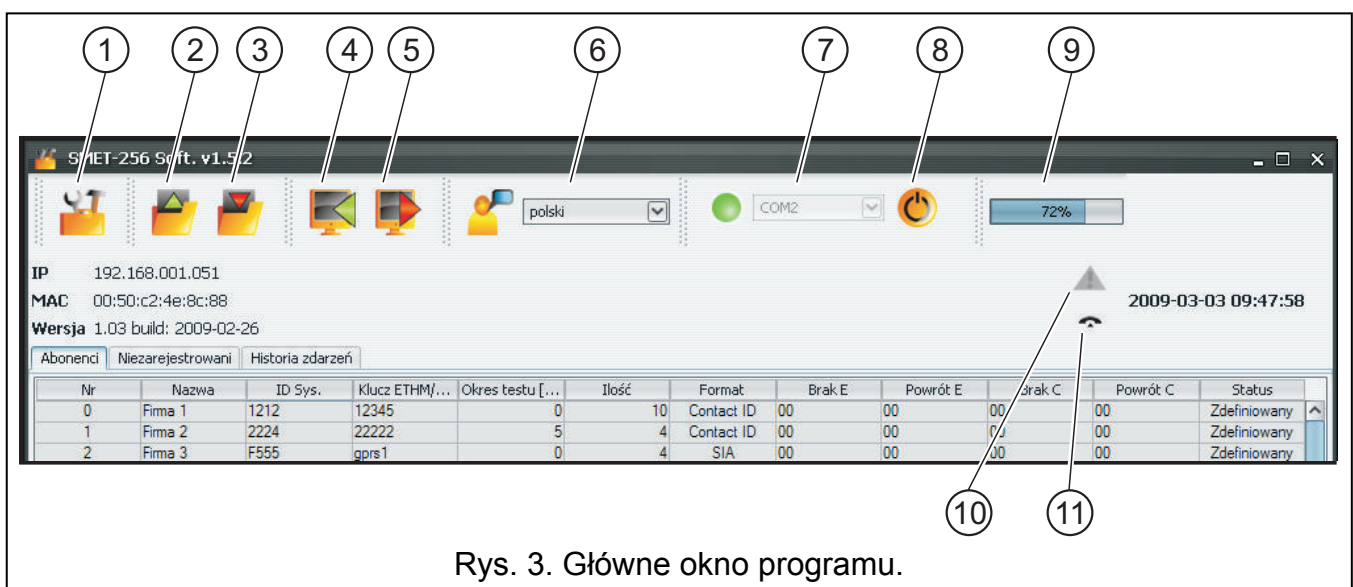 1 2 3 4 5 6 7 8 9
SMET-256 Soft. v1.5.2
polski COM2 72%
IP 192.168.001.051
MAC 00:50:c2:4e:8c:88
2009-03-03 09:47:58
Wersja 1.03 build: 2009-02-26
Abonenci Niezarejestrowani Historia zdarzeń
Nr Nazwa ID Sys. Klucz ETHM/... Okres testu [... Ilość Format Brak E Powrót E Brak C Powrót C Status
0 Firma 1 1212 12345 0 10 Contact ID 00 00 00 00 Zdefiniowany
1 Firma 2 2224 22222 5 4 Contact ID 00 00 00 00 Zdefiniowany
2 Firma 3 F555 gprs1 0 4 SIA 00 00 00 00 Zdefiniowany
10 11
Rys. 3. Główne okno programu.